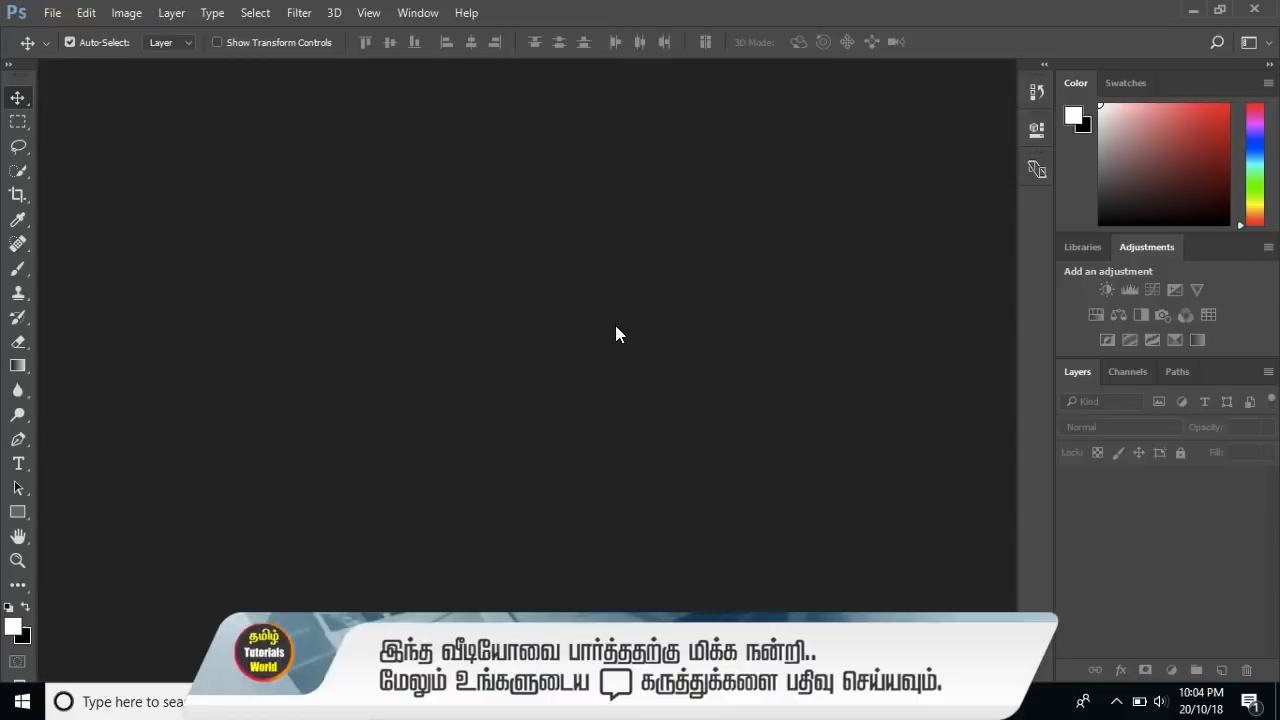 Ps File Edit Image Layer Type Select Filter 3D View Window Help
Auto-Select: Layer Show Transform Controls 3D Mode:
Color Swatches
Libraries Adjustments
Add an adjustment
Layers Channels Paths
Kind
Normal Opacity:
Lock: Fill:
தமிழ்
Tutorials
World
இந்த வீடியோவை பார்த்ததற்கு மிக்க நன்றி..
மேலும் உங்களுடைய கருத்துக்களை பதிவு செய்யவும்.
Type here to sea
10:04 PM
20/10/18
1